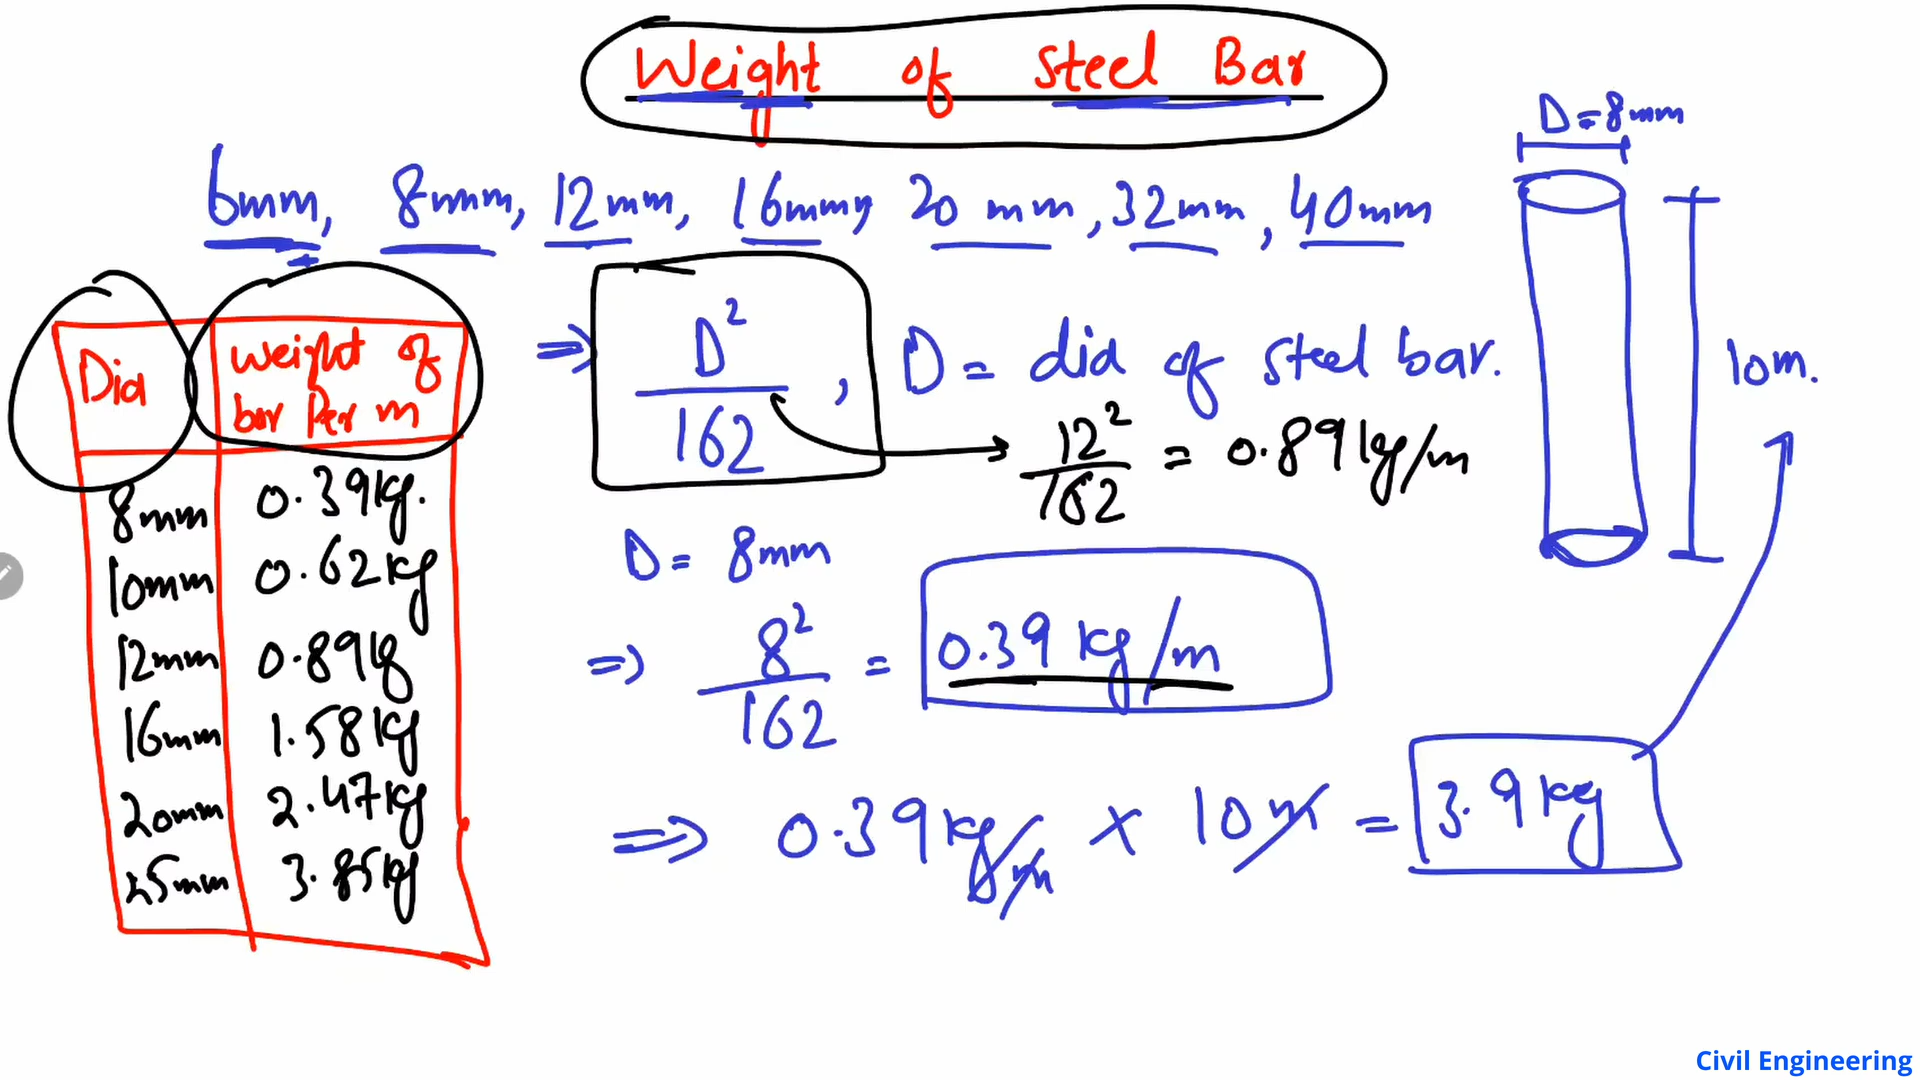 Weight of Steel Bar
D = 8mm
6mm, 8mm, 12mm, 16mm, 20 mm, 32mm, 40mm
Dia
weight of
bar Per m
8mm 0.39kg.
10mm 0.62kg
12mm 0.89kg
16mm 1.58kg
20mm 2.47kg
25mm 3.85kg
⇒ D²/162 , D = dia of steel bar.
12²/162 = 0.89kg/m
10m.
D = 8mm
⇒ 8²/162 = 0.39 kg/m
⇒ 0.39kg/m × 10m = 3.9kg
Civil Engineering